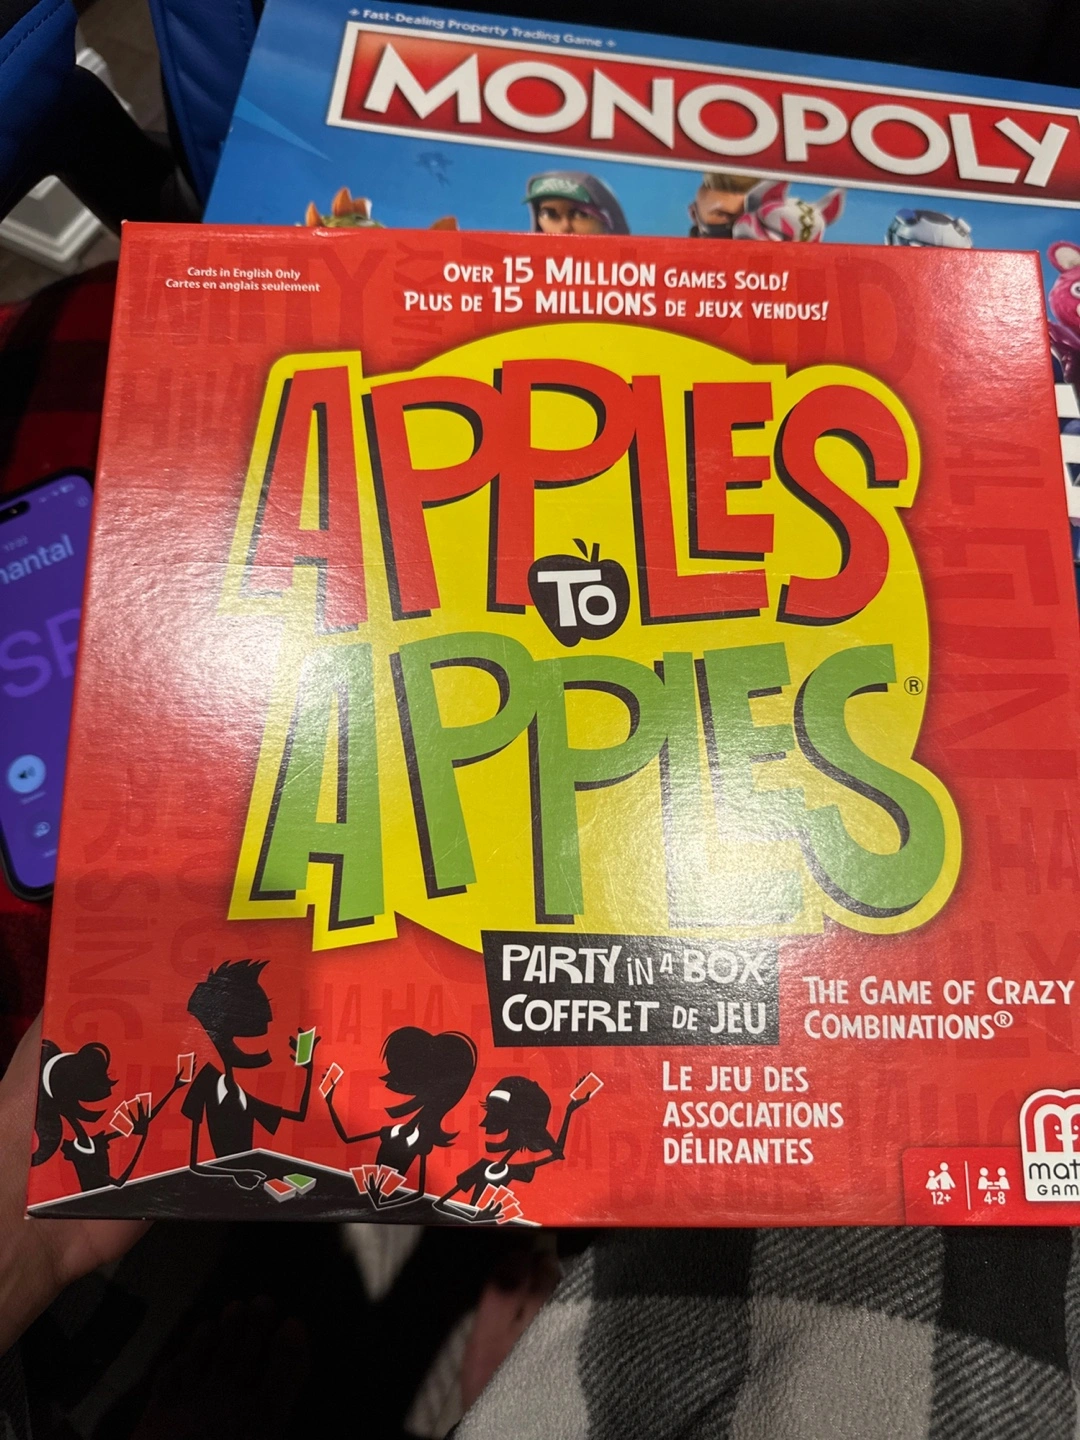 Fast-Dealing Property Trading Game
MONOPOLY
Cards in English Only
Cartes en anglais seulement
OVER 15 MILLION GAMES SOLD!
PLUS DE 15 MILLIONS DE JEUX VENDUS!
APPLES
TO
APPLES®
PARTY IN A BOX
COFFRET DE JEU
THE GAME OF CRAZY
COMBINATIONS®
LE JEU DES
ASSOCIATIONS
DÉLIRANTES
12+
4-8
HA HA